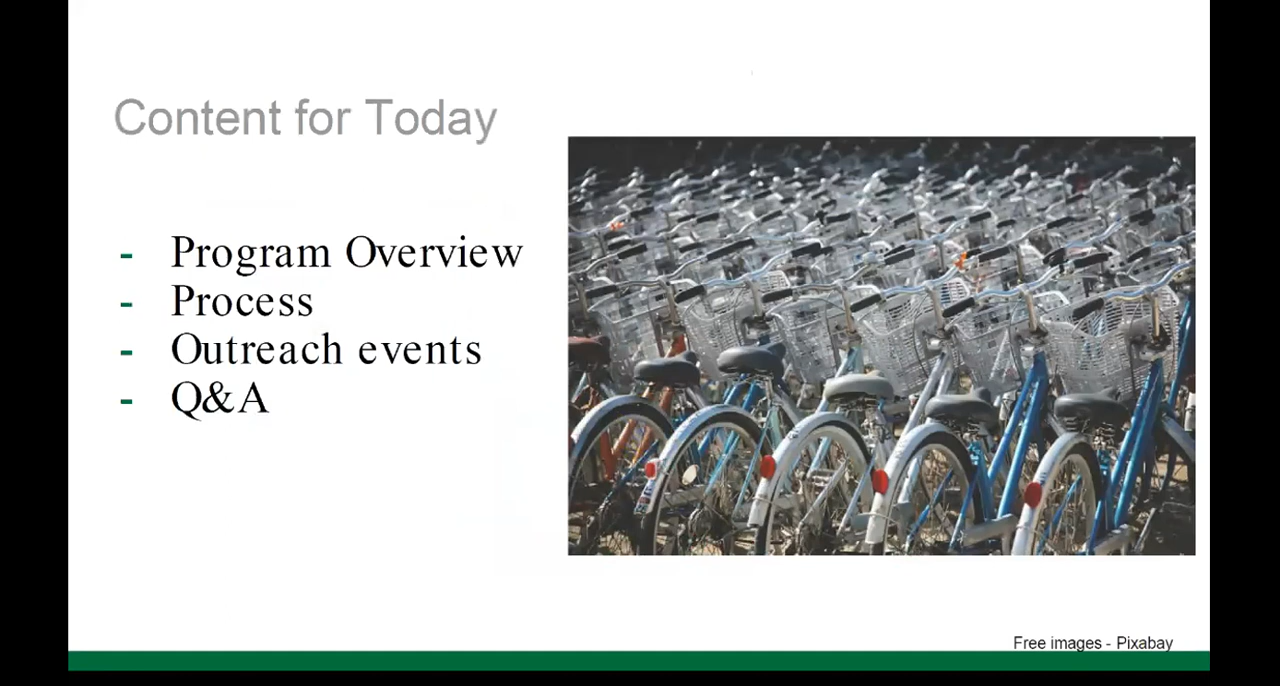 Content for Today
- Program Overview
- Process
- Outreach events
- Q&A
Free images - Pixabay